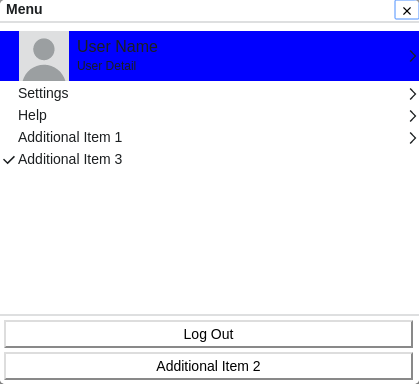 Menu
User Name
User Detail
Settings
Help
Additional Item 1
Additional Item 3
Log Out
Additional Item 2